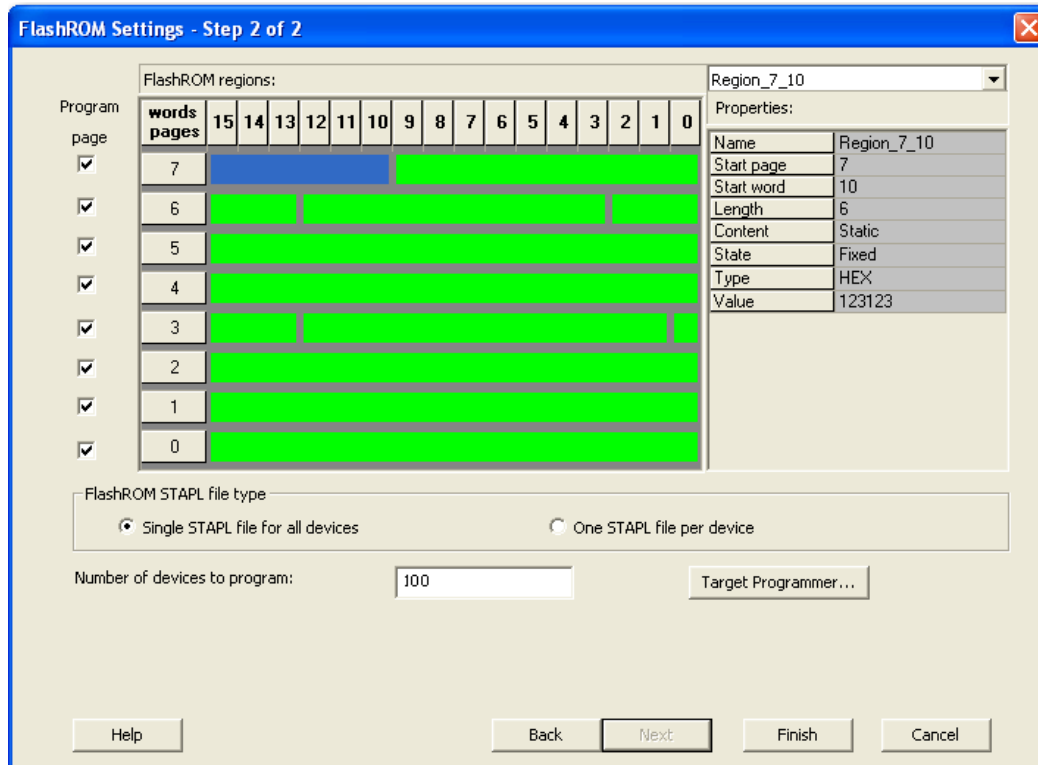 FlashROM Settings - Step 2 of 2
FlashROM regions:
Region_7_10
Program page
words pages
15 14 13 12 11 10 9 8 7 6 5 4 3 2 1 0
Properties:
7
6
5
4
3
2
1
0
Name Region_7_10
Start page 7
Start word 10
Length 6
Content Static
State Fixed
Type HEX
Value 123123
FlashROM STAPL file type
Single STAPL file for all devices One STAPL file per device
Number of devices to program: 100 Target Programmer...
Help Back Next Finish Cancel